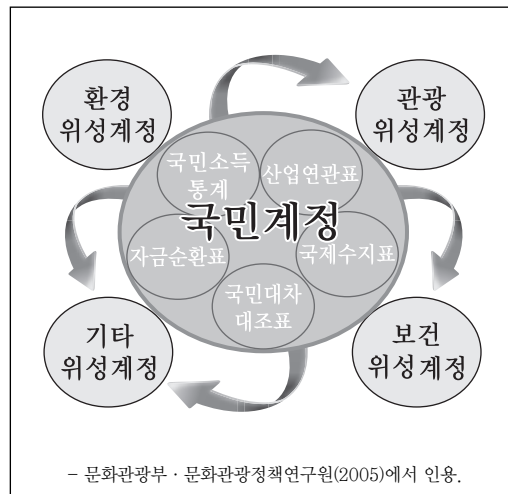 환경
위성계정
관광
위성계정
국민소득
통계
산업연관표
국민계정
자금순환표
국제수지표
국민대차
대조표
기타
위성계정
보건
위성계정
- 문화관광부 · 문화관광정책연구원(2005)에서 인용.